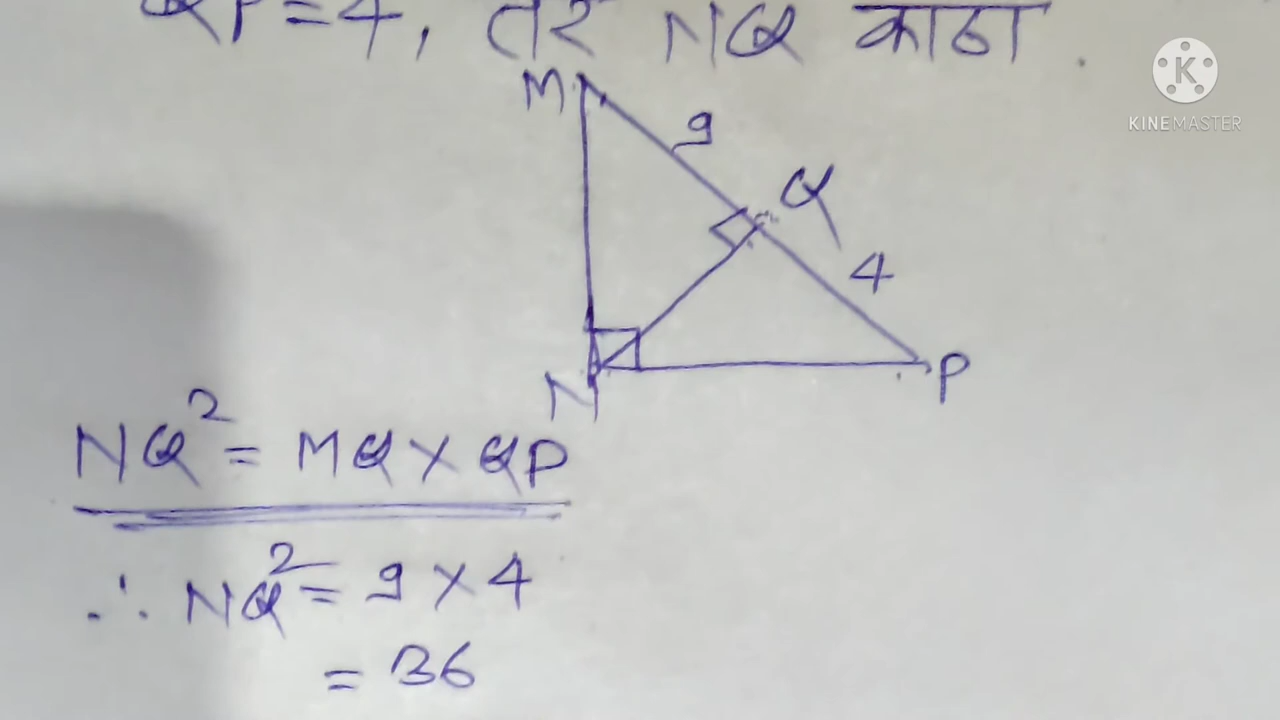 QP=4, तर NQ काढा .
M
9
Q
4
N
P
NQ² = MQ × QP
∴ NQ² = 9 × 4
= 36
K
KINEMASTER